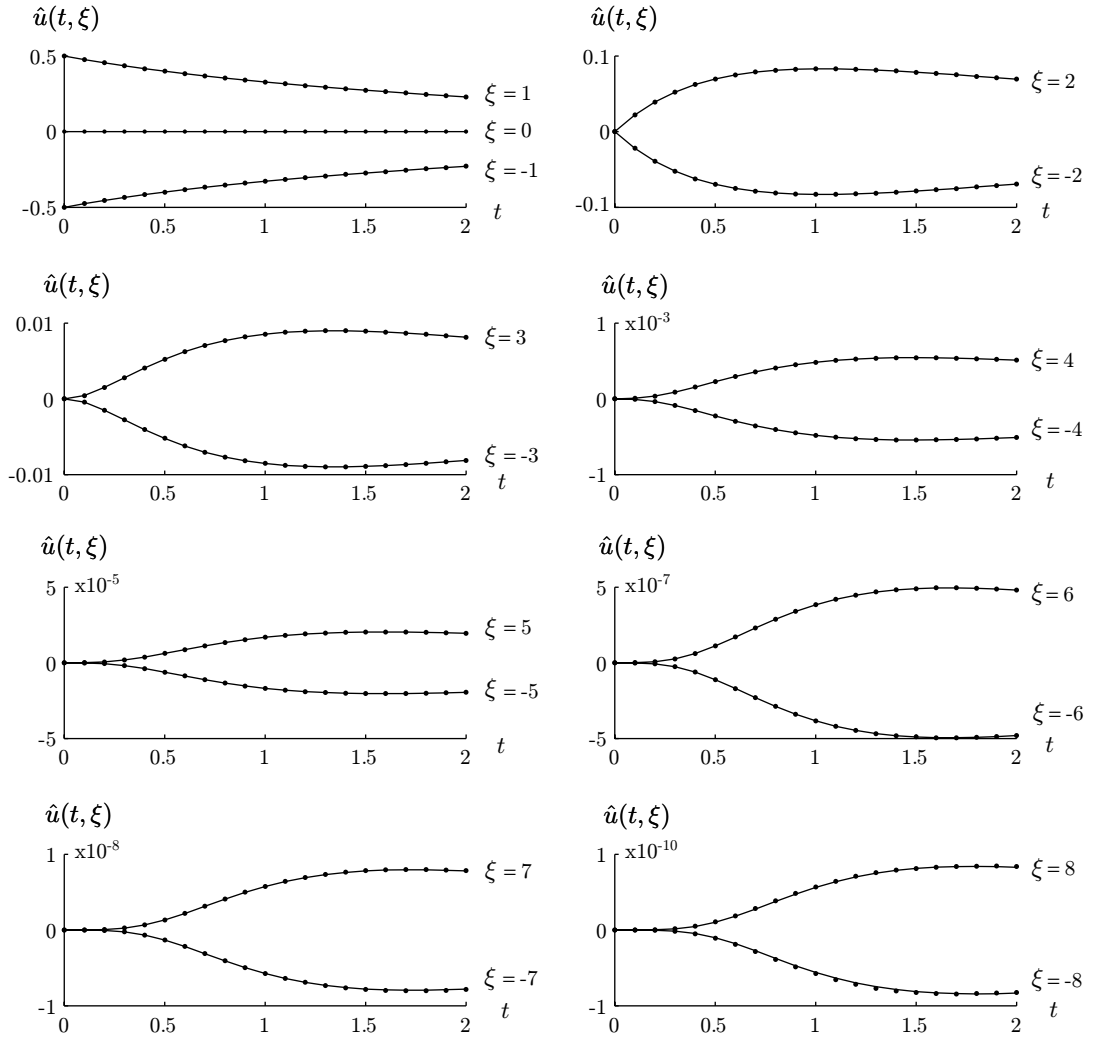 û(t, ξ)
0.5
0
-0.5
0 0.5 1 1.5 2
ξ = 1
ξ = 0
ξ = -1
t
û(t, ξ)
0.1
0
-0.1
0 0.5 1 1.5 2
ξ = 2
ξ = -2
t
û(t, ξ)
0.01
0
-0.01
0 0.5 1 1.5 2
ξ = 3
ξ = -3
t
û(t, ξ)
1 x10⁻³
0
-1
0 0.5 1 1.5 2
ξ = 4
ξ = -4
t
û(t, ξ)
5 x10⁻⁵
0
-5
0 0.5 1 1.5 2
ξ = 5
ξ = -5
t
û(t, ξ)
5 x10⁻⁷
0
-5
0 0.5 1 1.5 2
ξ = 6
ξ = -6
t
û(t, ξ)
1 x10⁻⁸
0
-1
0 0.5 1 1.5 2
ξ = 7
ξ = -7
t
û(t, ξ)
1 x10⁻¹⁰
0
-1
0 0.5 1 1.5 2
ξ = 8
ξ = -8
t